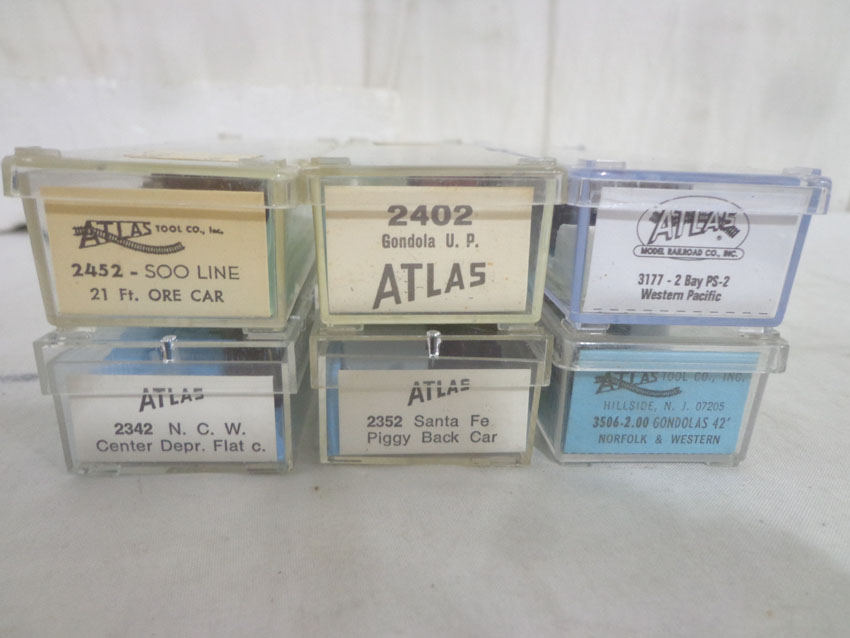 ATLAS TOOL CO., Inc.
2452 - SOO LINE
21 Ft. ORE CAR
2402
Gondola U. P.
ATLAS
ATLAS®
MODEL RAILROAD CO., INC.
3177 - 2 Bay PS-2
Western Pacific
ATLAS
2342 N. C. W.
Center Depr. Flat c.
ATLAS
2352 Santa Fe
Piggy Back Car
ATLAS TOOL CO., INC.
HILLSIDE, N. J. 07205
3506-2.00 GONDOLAS 42'
NORFOLK & WESTERN